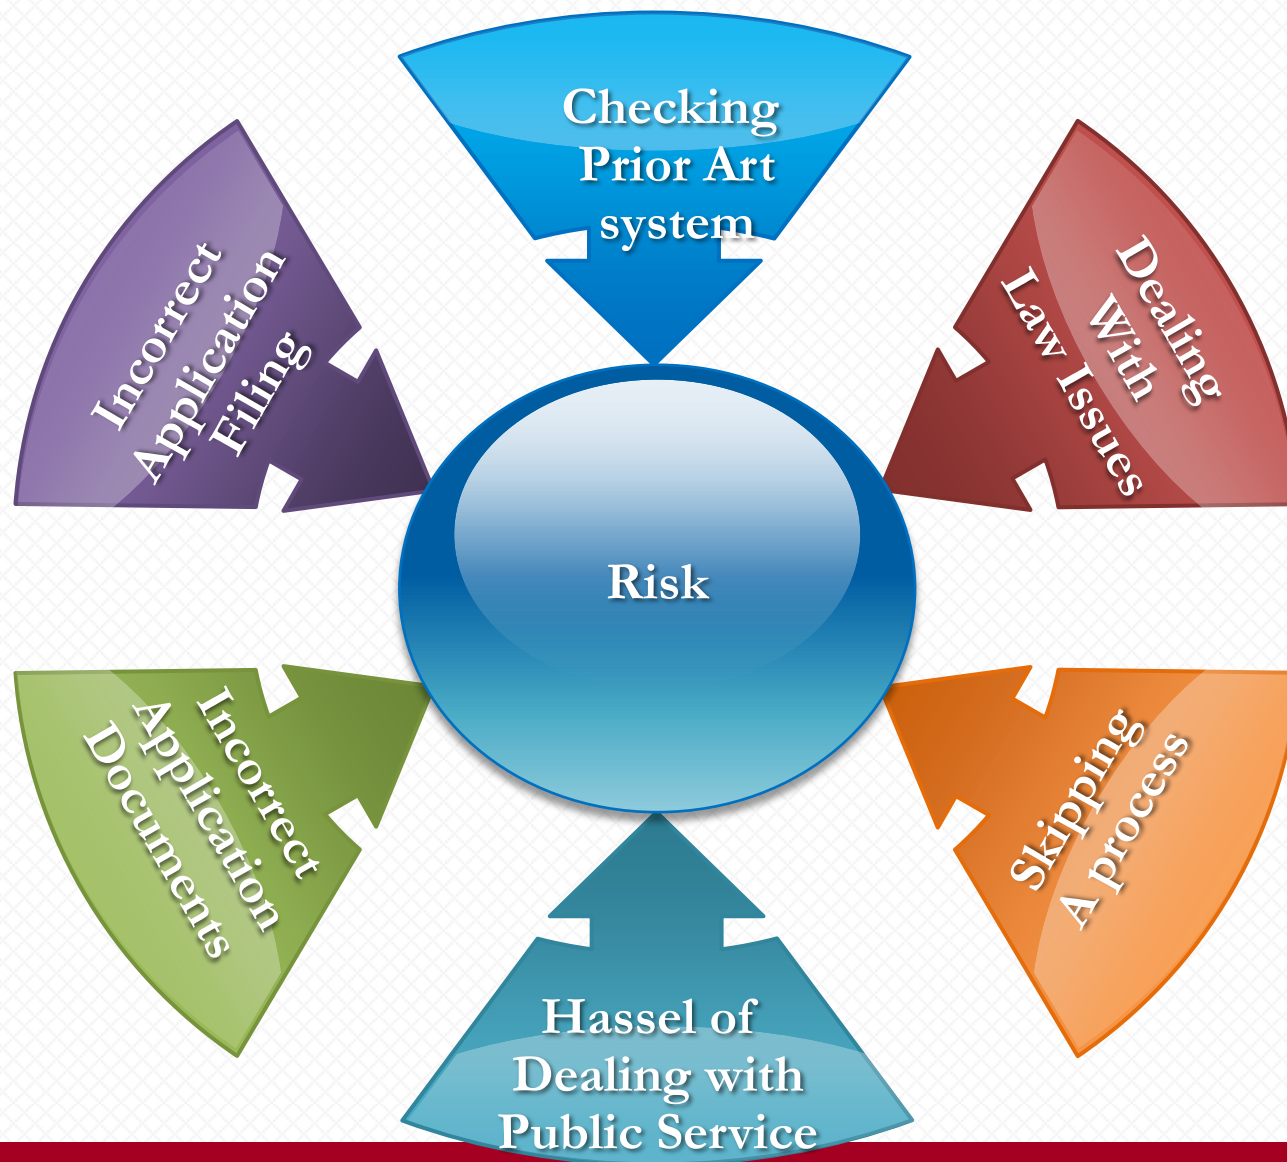 Checking
Prior Art
system
Dealing
With
Law Issues
Skipping
A process
Hassel of
Dealing with
Public Service
Incorrect
Application
Documents
Incorrect
Application
Filing
Risk